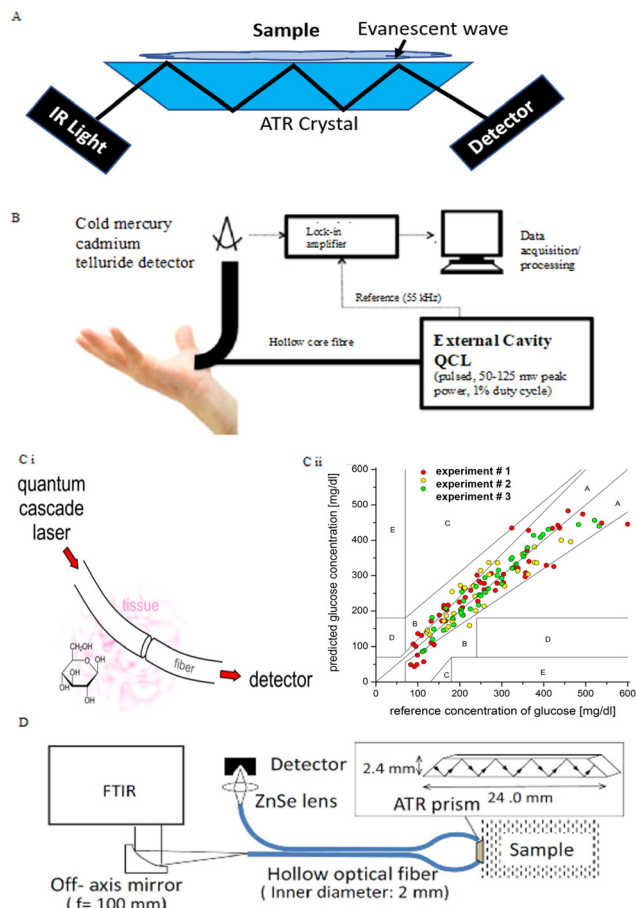 A
Sample
Evanescent wave
IR Light
ATR Crystal
Detector
B
Cold mercury
cadmium
telluride detector
Lock-in
amplifier
Data
acquisition/
processing
Reference (55 kHz)
Hollow core fibre
External Cavity
QCL
(pulsed, 50-125 mw peak
power, 1% duty cycle)
C i
quantum
cascade
laser
tissue
fiber
detector
CH₂OH
O
OH
OH
OH
OH
C ii
experiment # 1
experiment # 2
experiment # 3
predicted glucose concentration [mg/dl]
600
500
400
300
200
100
0
E
C
A
A
B
D
B
D
C
E
0
100
200
300
400
500
600
reference concentration of glucose [mg/dl]
D
FTIR
Detector
ZnSe lens
2.4 mm
24 .0 mm
ATR prism
Sample
Off- axis mirror
( f= 100 mm)
Hollow optical fiber
( Inner diameter: 2 mm)